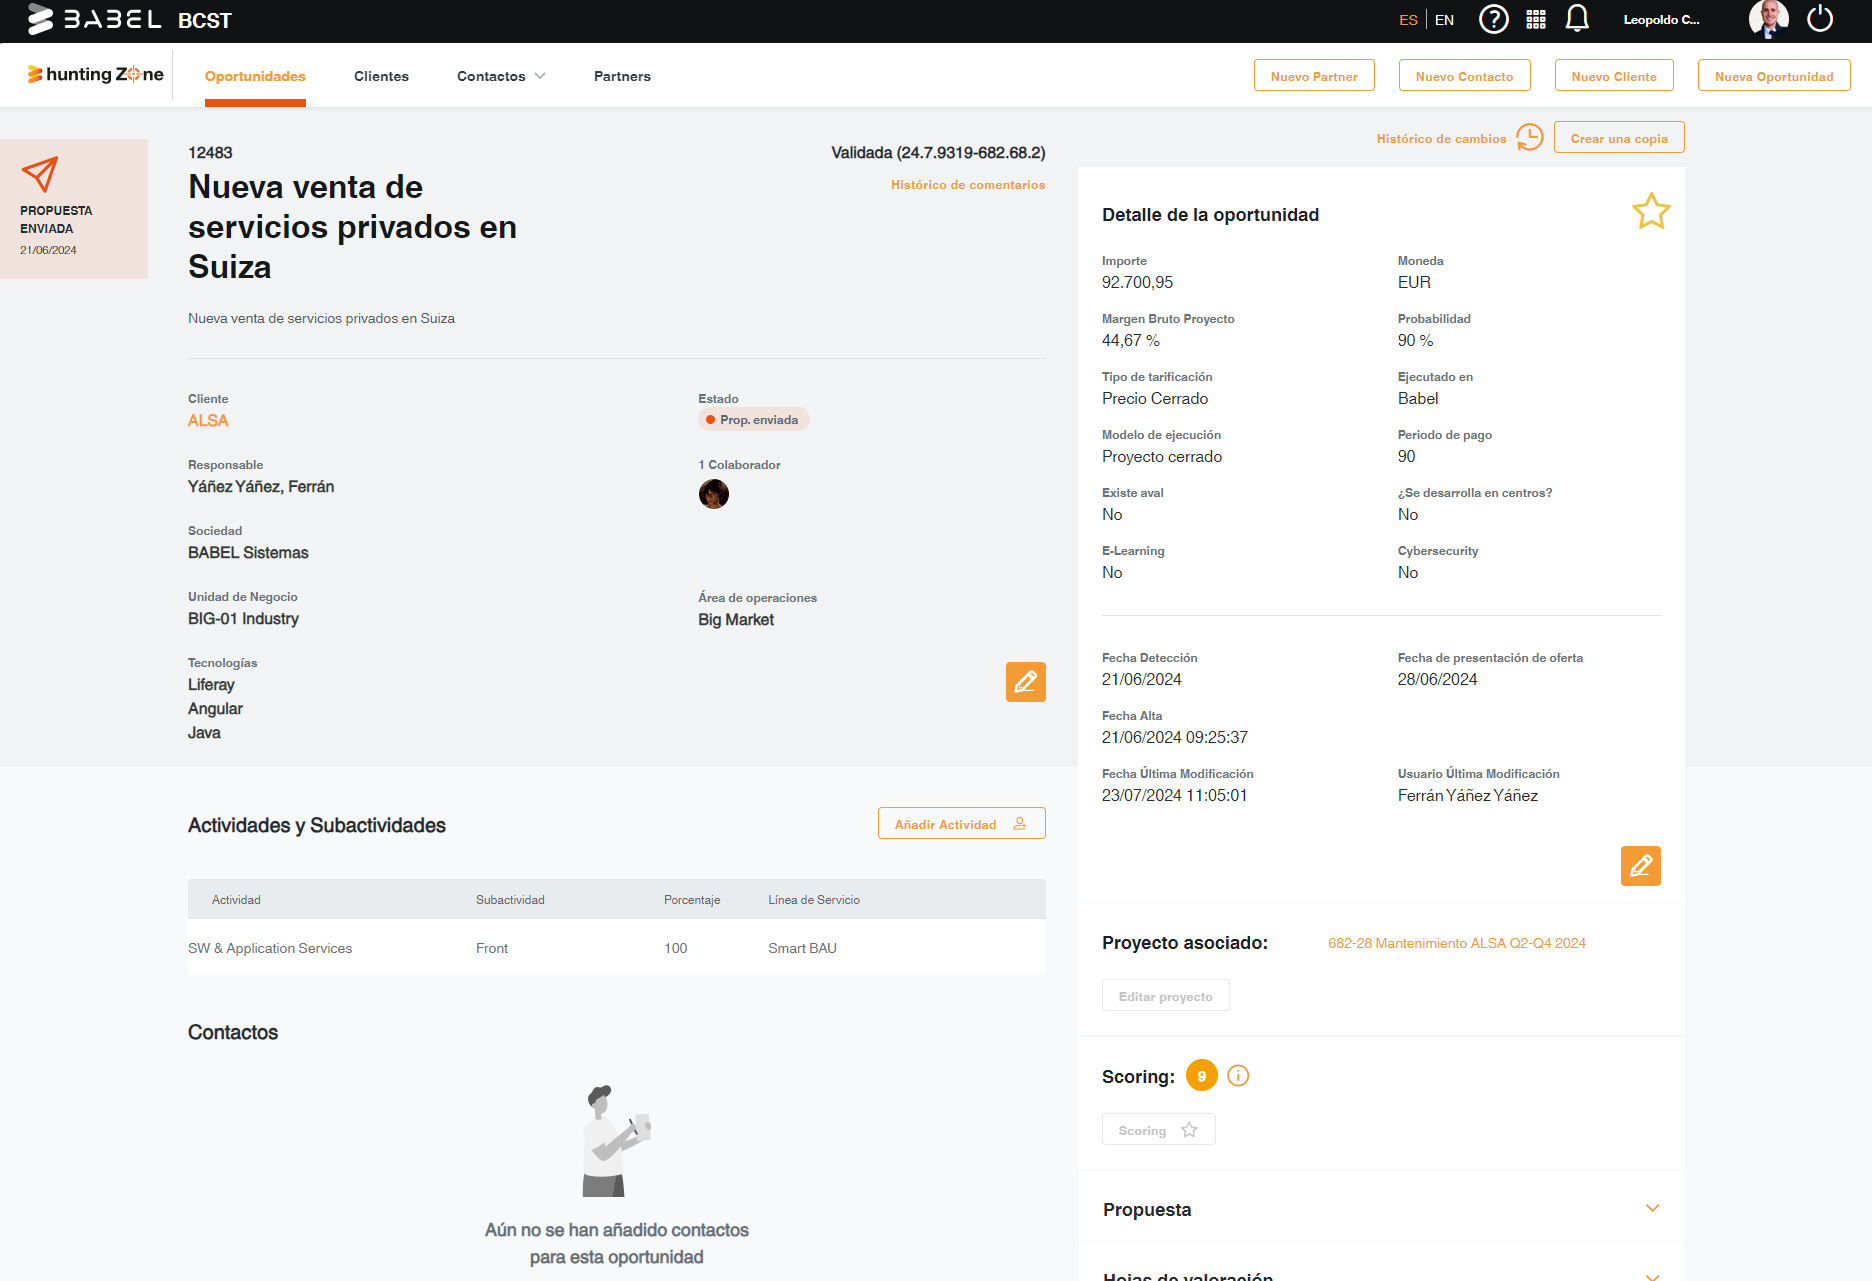 BABEL BCST
ES EN
Leopoldo C...
hunting Zone
Oportunidades
Clientes
Contactos
Partners
Nuevo Partner
Nuevo Contacto
Nuevo Cliente
Nueva Oportunidad
PROPUESTA
ENVIADA
21/06/2024
12483
Validada (24.7.9319-682.68.2)
Nueva venta de
servicios privados en
Suiza
Histórico de comentarios
Nueva venta de servicios privados en Suiza
Cliente
ALSA
Estado
Prop. enviada
Responsable
Yáñez Yáñez, Ferrán
1 Colaborador
Sociedad
BABEL Sistemas
Unidad de Negocio
BIG-01 Industry
Área de operaciones
Big Market
Tecnologías
Liferay
Angular
Java
Actividades y Subactividades
Añadir Actividad
Actividad Subactividad Porcentaje Línea de Servicio
SW & Application Services Front 100 Smart BAU
Contactos
Aún no se han añadido contactos
para esta oportunidad
Histórico de cambios
Crear una copia
Detalle de la oportunidad
Importe
92.700,95
Moneda
EUR
Margen Bruto Proyecto
44,67 %
Probabilidad
90 %
Tipo de tarificación
Precio Cerrado
Ejecutado en
Babel
Modelo de ejecución
Proyecto cerrado
Periodo de pago
90
Existe aval
No
¿Se desarrolla en centros?
No
E-Learning
No
Cybersecurity
No
Fecha Detección
21/06/2024
Fecha de presentación de oferta
28/06/2024
Fecha Alta
21/06/2024 09:25:37
Fecha Última Modificación
23/07/2024 11:05:01
Usuario Última Modificación
Ferrán Yáñez Yáñez
Proyecto asociado:
682-28 Mantenimiento ALSA Q2-Q4 2024
Editar proyecto
Scoring: 9
Scoring
Propuesta
Hojas de valoración